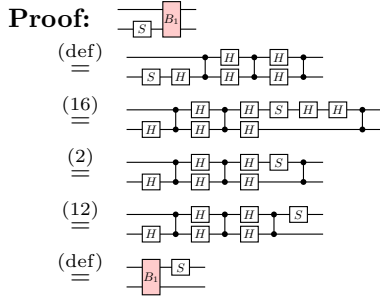 Proof: S B₁
(def)
H H
= S H H H
(16)
H H S H H
= H H H
(2)
H H S
= H H H
(12)
H H S
= H H H
(def)
= B₁ S